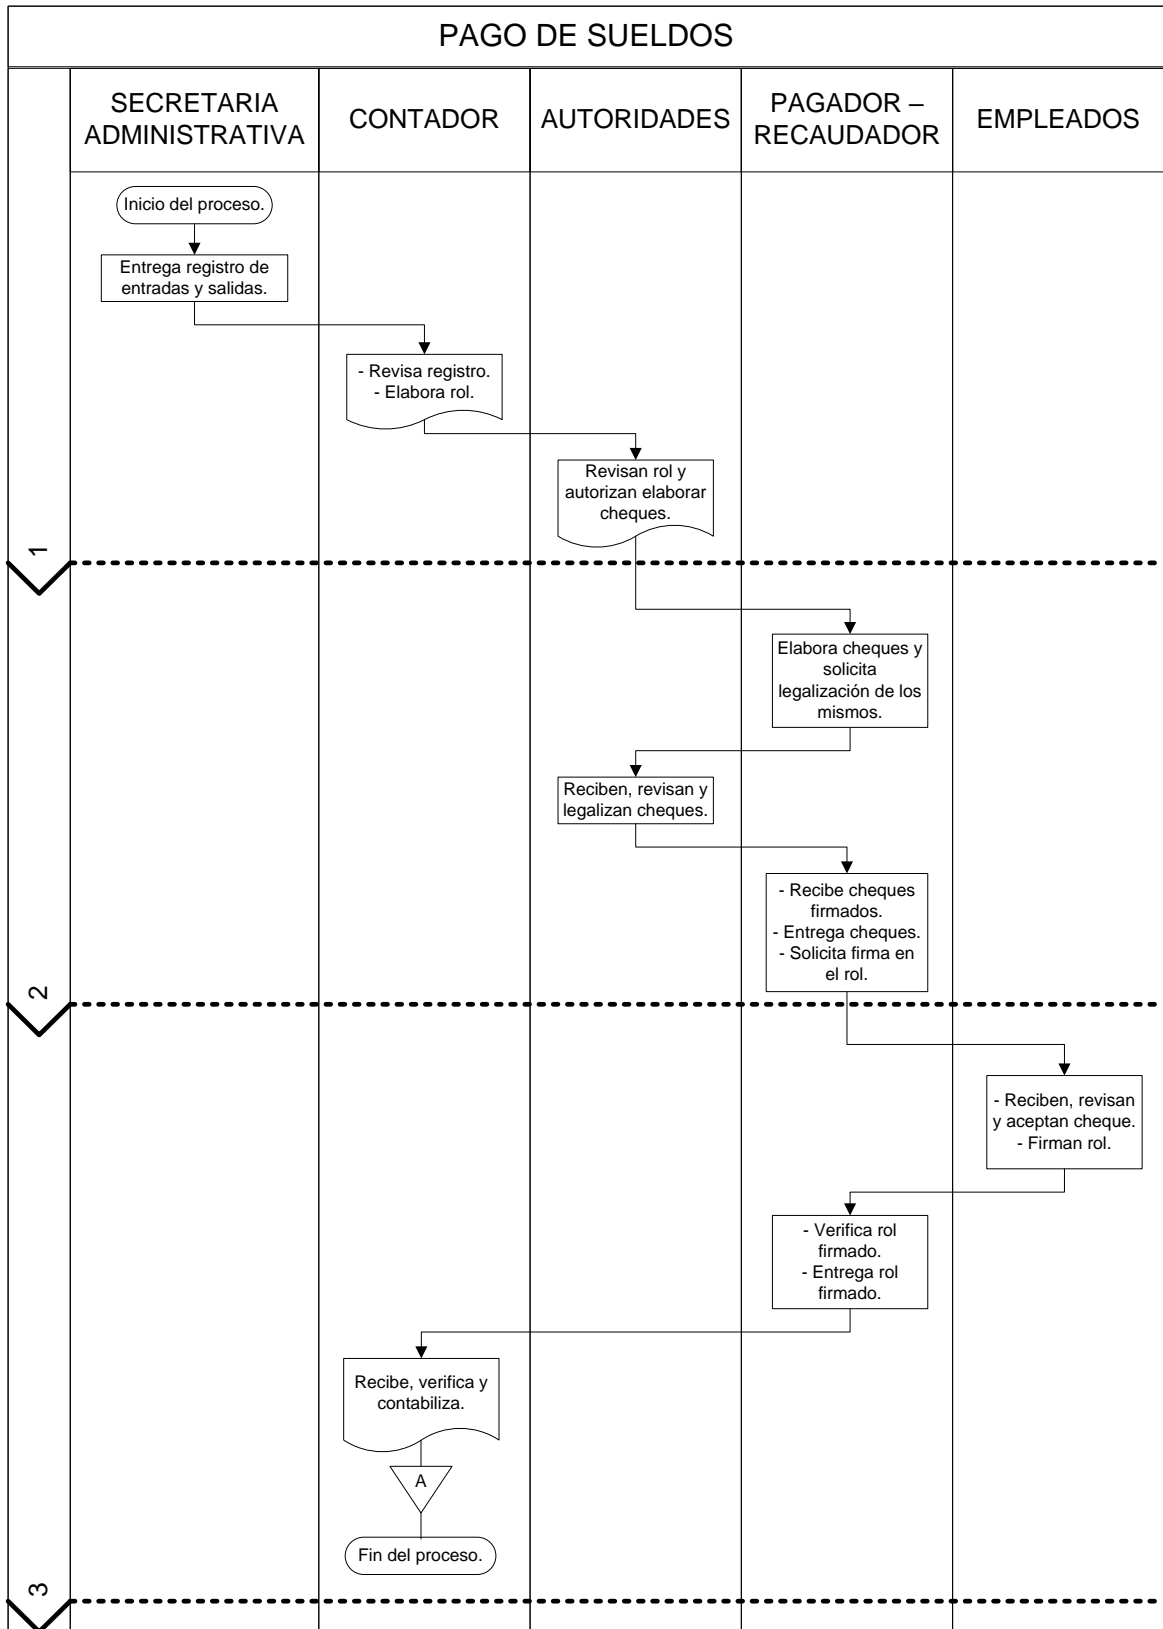 PAGO DE SUELDOS
SECRETARIA
ADMINISTRATIVA
CONTADOR
AUTORIDADES
PAGADOR –
RECAUDADOR
EMPLEADOS
Inicio del proceso.
Entrega registro de
entradas y salidas.
- Revisa registro.
- Elabora rol.
Revisan rol y
autorizan elaborar
cheques.
1
Elabora cheques y
solicita
legalización de los
mismos.
Reciben, revisan y
legalizan cheques.
- Recibe cheques
firmados.
- Entrega cheques.
- Solicita firma en
el rol.
2
- Reciben, revisan
y aceptan cheque.
- Firman rol.
- Verifica rol
firmado.
- Entrega rol
firmado.
Recibe, verifica y
contabiliza.
A
Fin del proceso.
3